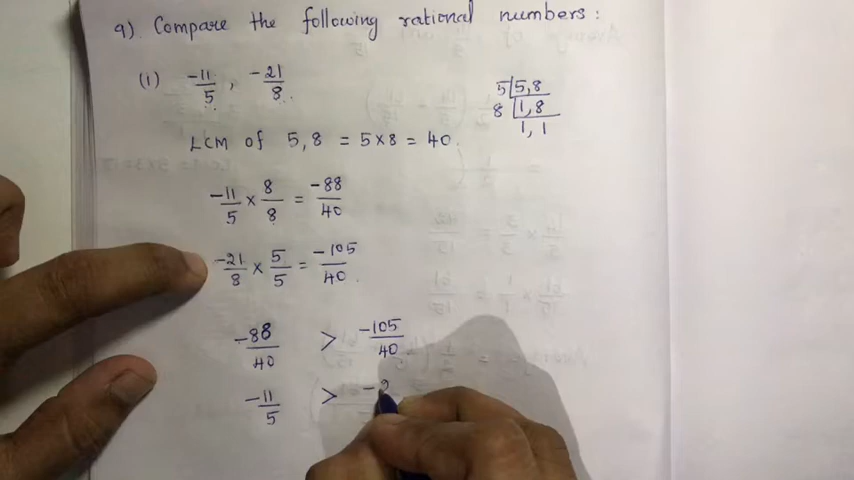 9) Compare the following rational numbers:
(i) -11/5, -21/8
5 | 5, 8
8 | 1, 8
1, 1
LCM of 5, 8 = 5×8 = 40.
-11/5 × 8/8 = -88/40
-21/8 × 5/5 = -105/40.
-88/40 > -105/40
-11/5 > -2